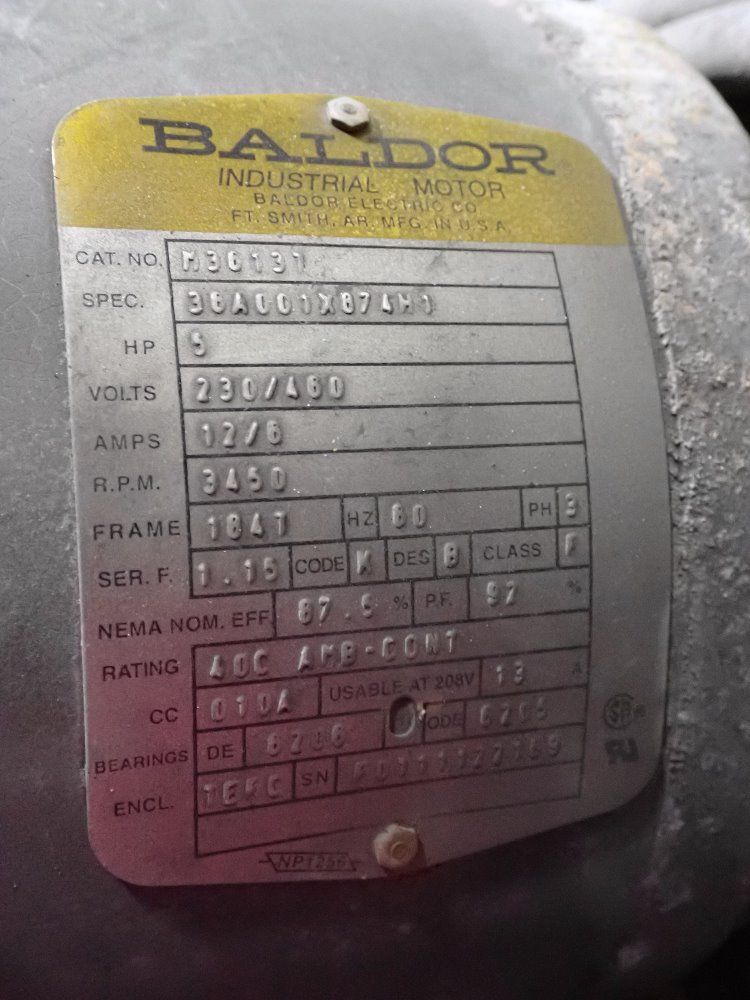 BALDOR
INDUSTRIAL MOTOR
BALDOR ELECTRIC CO.
FT. SMITH, AR. MFG. IN U.S.A.
CAT. NO. M3613T
SPEC. 36A001X874H1
HP 5
VOLTS 230/460
AMPS 12/6
R.P.M. 3450
FRAME 184T HZ 60 PH 3
SER. F. 1.15 CODE K DES B CLASS F
NEMA NOM. EFF. 87.5 % P.F. 92 %
RATING 40C AMB-CONT
CC 010A USABLE AT 208V 13 A
BEARINGS DE 6206 ODE 6205
ENCL. TEFC SN
NP1256